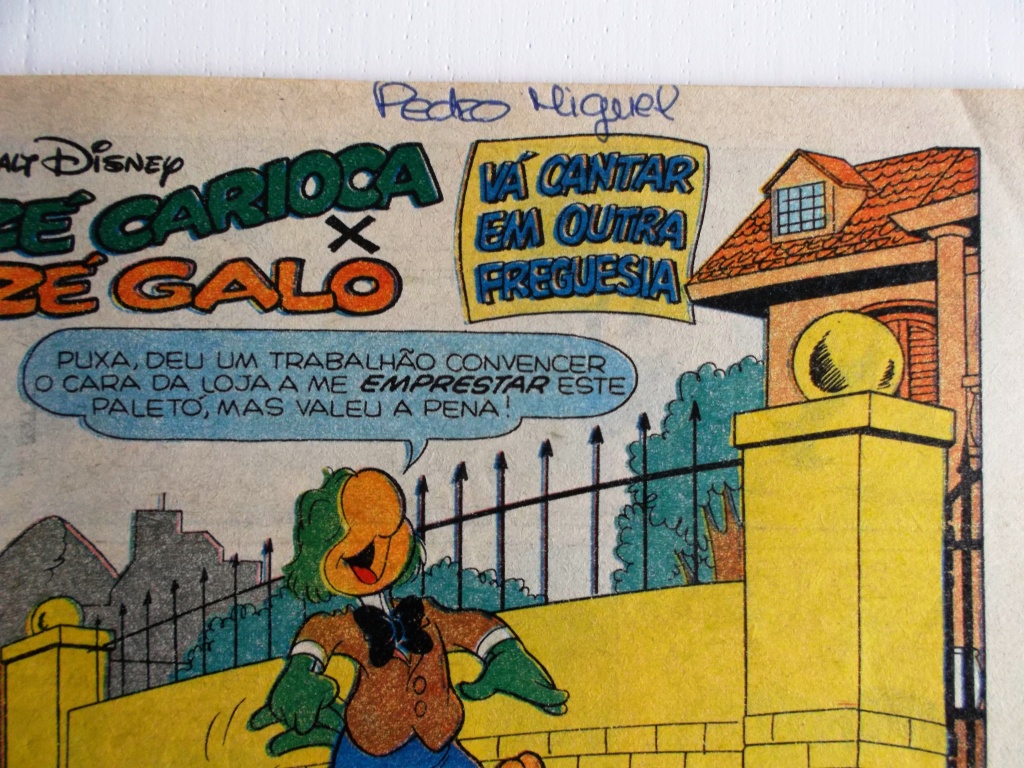 Pedro Miguel
WALT DISNEY
ZÉ CARIOCA
X
ZÉ GALO
VÁ CANTAR
EM OUTRA
FREGUESIA
PUXA, DEU UM TRABALHÃO CONVENCER
O CARA DA LOJA A ME EMPRESTAR ESTE
PALETÓ, MAS VALEU A PENA!